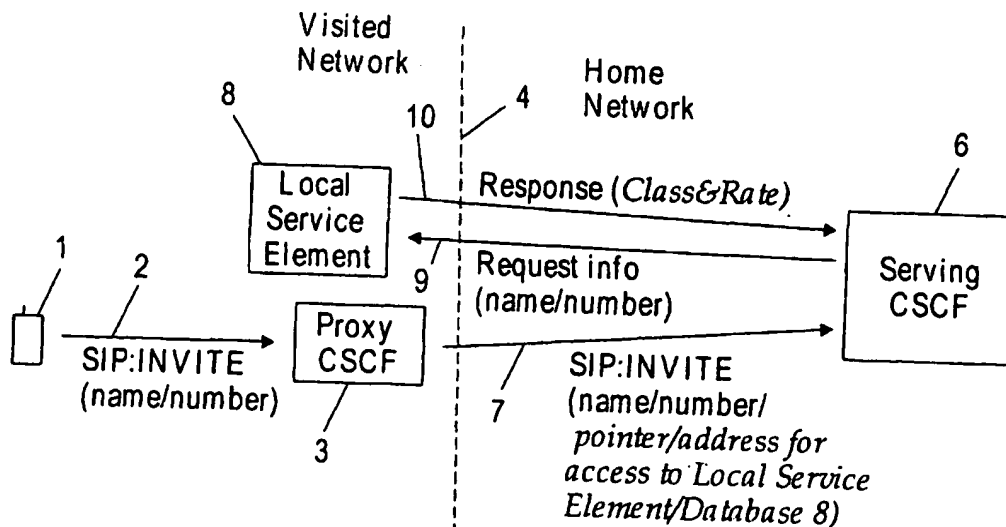 Visited
Network
Home
Network
8
10
4
6
Local
Service
Element
Response (Class&Rate)
Serving
CSCF
9
Request info
(name/number)
1
2
Proxy
CSCF
SIP:INVITE
(name/number)
3
7
SIP:INVITE
(name/number/
pointer/address for
access to Local Service
Element/Database 8)